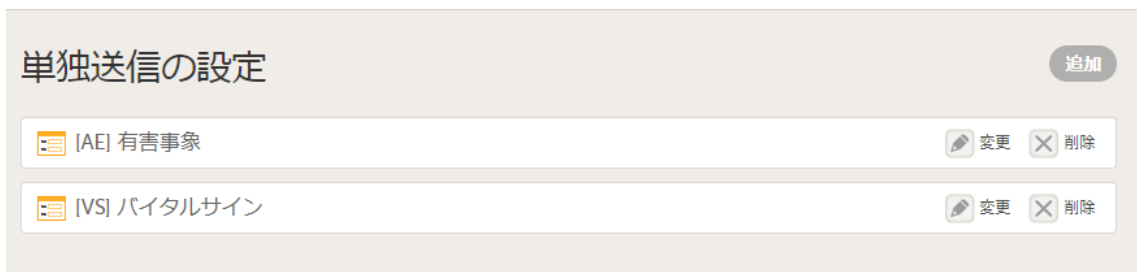 単独送信の設定
追加
[AE] 有害事象 変更 削除
[VS] バイタルサイン 変更 削除